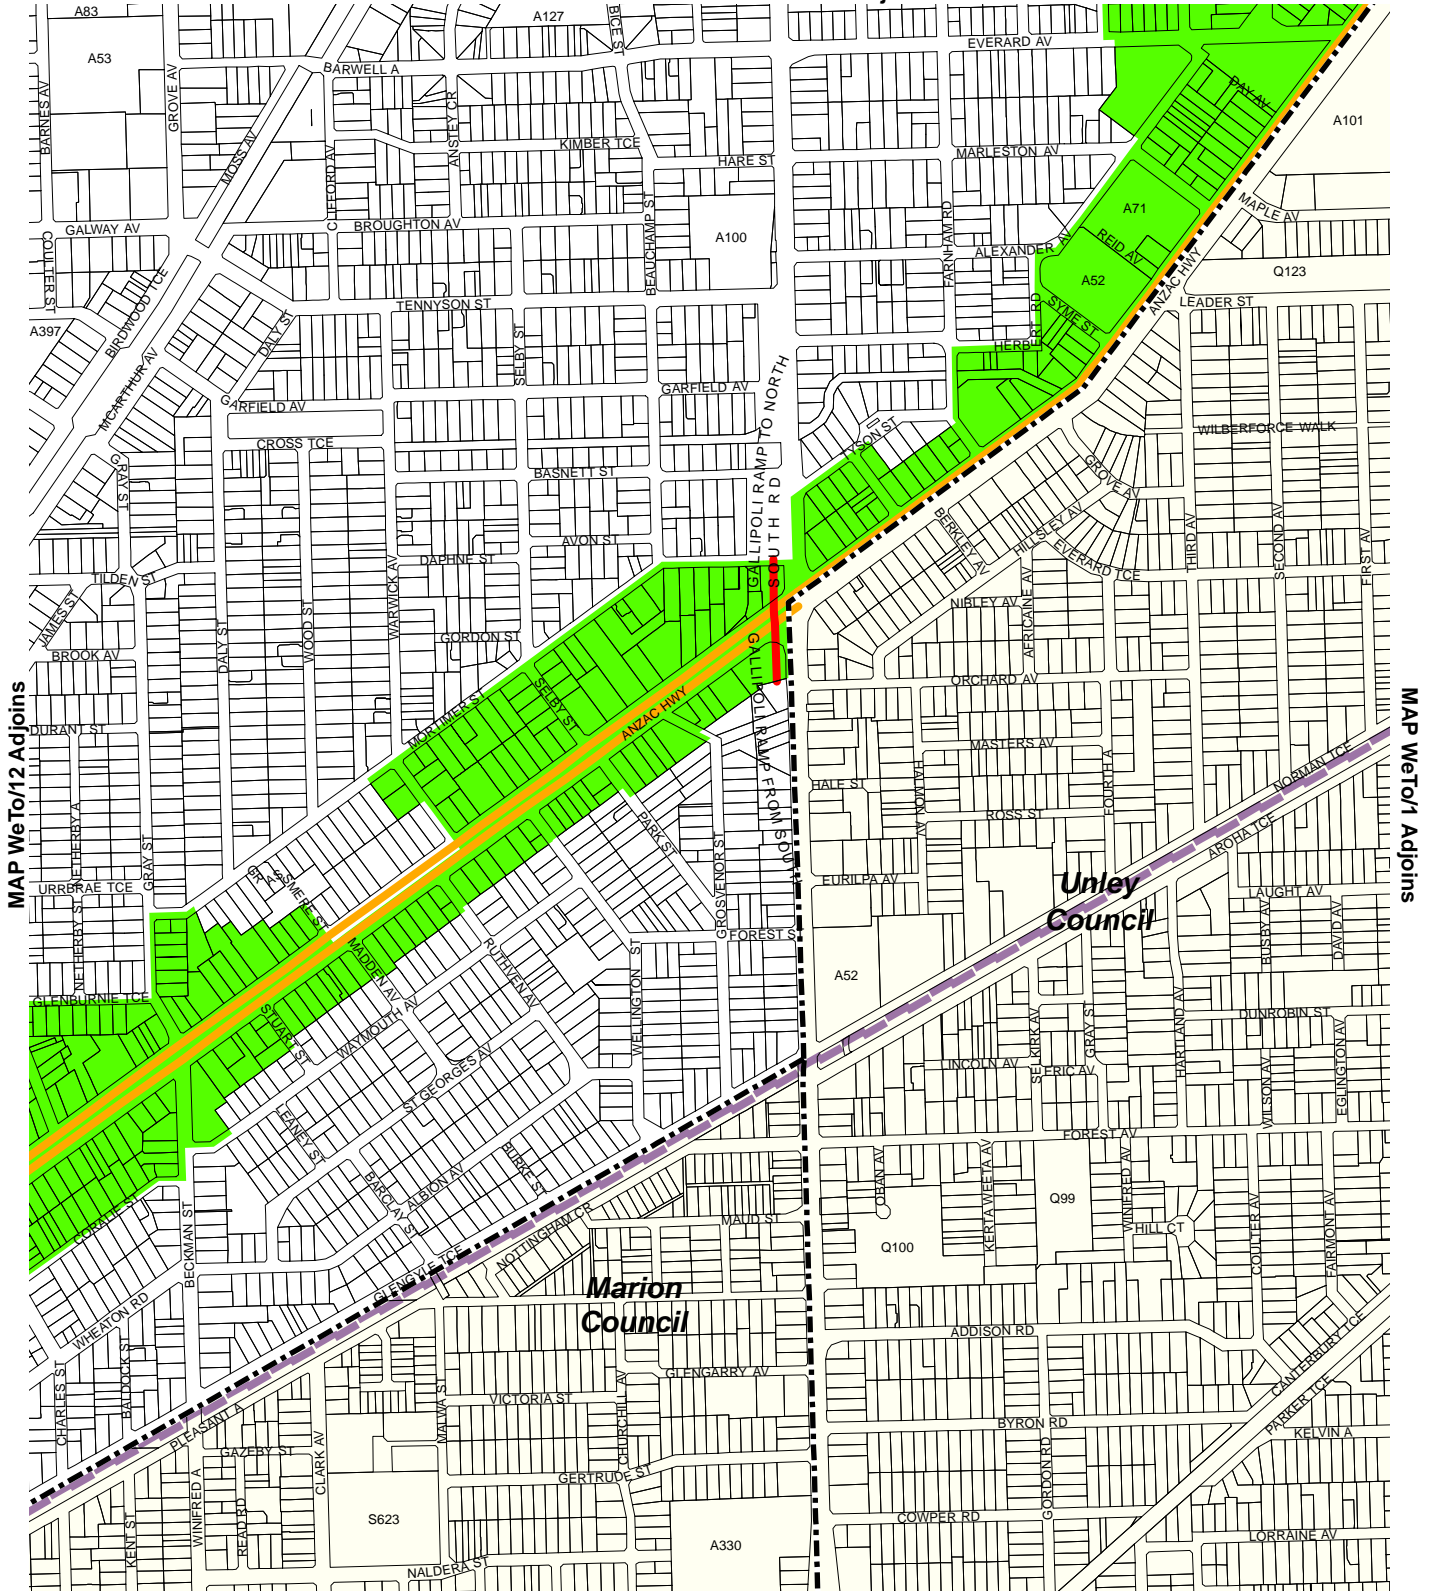 A83
A127
A53
BICE ST
EVERARD AV
BARWELL A
GROVE AV
BARNES AV
DAY AV
A101
MOSS AV
ANSTEY CR
KIMBER TCE
HARE ST
MARLESTON AV
CLIFFORD AV
BROUGHTON AV
BEAUCHAMP ST
FARNHAM RD
A71
MAPLE AV
GALWAY AV
COULTER ST
A100
ALEXANDER AV
REID AV
A52
ANZAC HWY
Q123
BIRDWOOD TCE
TENNYSON ST
LEADER ST
SYME ST
A397
DALY ST
SELBY ST
HERBERT RD
MCARTHUR AV
GARFIELD AV
GARFIELD AV
GALLIPOLI RAMP TO NORTH
TYSON ST
WILBERFORCE WALK
CROSS TCE
GRAY ST
BASNETT ST
SOUTH RD
GROVE AV
BERKLEY AV
HILLSLEY AV
THIRD AV
SECOND AV
FIRST AV
AVON ST
DAPHNE ST
EVERARD TCE
TILDEN ST
JAMES ST
WARWICK AV
NIBLEY AV
AFRICAINE AV
WOOD ST
DALY ST
GORDON ST
BROOK AV
ORCHARD AV
SELBY ST
ANZAC HWY
MORTIMER ST
GALLIPOLI RAMP FROM SOUTH
DURANT ST
MASTERS AV
MAP WeTo/12 Adjoins
MAP WeTo/1 Adjoins
NORMAN TCE
HALE ST
HALMON AV
FOURTH A
ROSS ST
NETHERBY A
GRAY ST
PARK ST
GROSVENOR ST
AROHA TCE
GRASSMERE ST
URRBRAE TCE
EURILPA AV
Unley
Council
LAUGHT AV
NETHERBY ST
FOREST S
BUSBY AV
DAVID AV
MADDEN AV
RUTHVEN AV
WELLINGTON ST
A52
GLENBURNIE TCE
STUART ST
WAYMOUTH AV
DUNROBIN ST
SELKIRK AV
GRAY ST
HARTLAND AV
ST GEORGES AV
LINCOLN AV
ERIC AV
WILSON AV
EGLINGTON AV
LEANEY ST
FOREST AV
BURKE ST
BARCLAY ST
ALBION AV
OBAN AV
KERTA WEETA AV
Q99
WINIFRED AV
CORALIE ST
BECKMAN ST
NOTTINGHAM CR
MAUD ST
HILL CT
COULTER AV
FAIRMONT AV
Q100
GLENGYLE TCE
Marion
Council
WHEATON RD
ADDISON RD
BADDOCK ST
CHARLES ST
GLENGARRY AV
CANTERBURY TCE
PARKER TCE
MALWA ST
VICTORIA ST
CHURCHILL AV
PLEASANT A
BYRON RD
KELVIN A
GAZEBY ST
CLARK AV
GERTRUDE ST
GORDON RD
WINIFRED A
READ RD
KENT ST
S623
COWPER RD
A330
LORRAINE AV
NALDERA ST